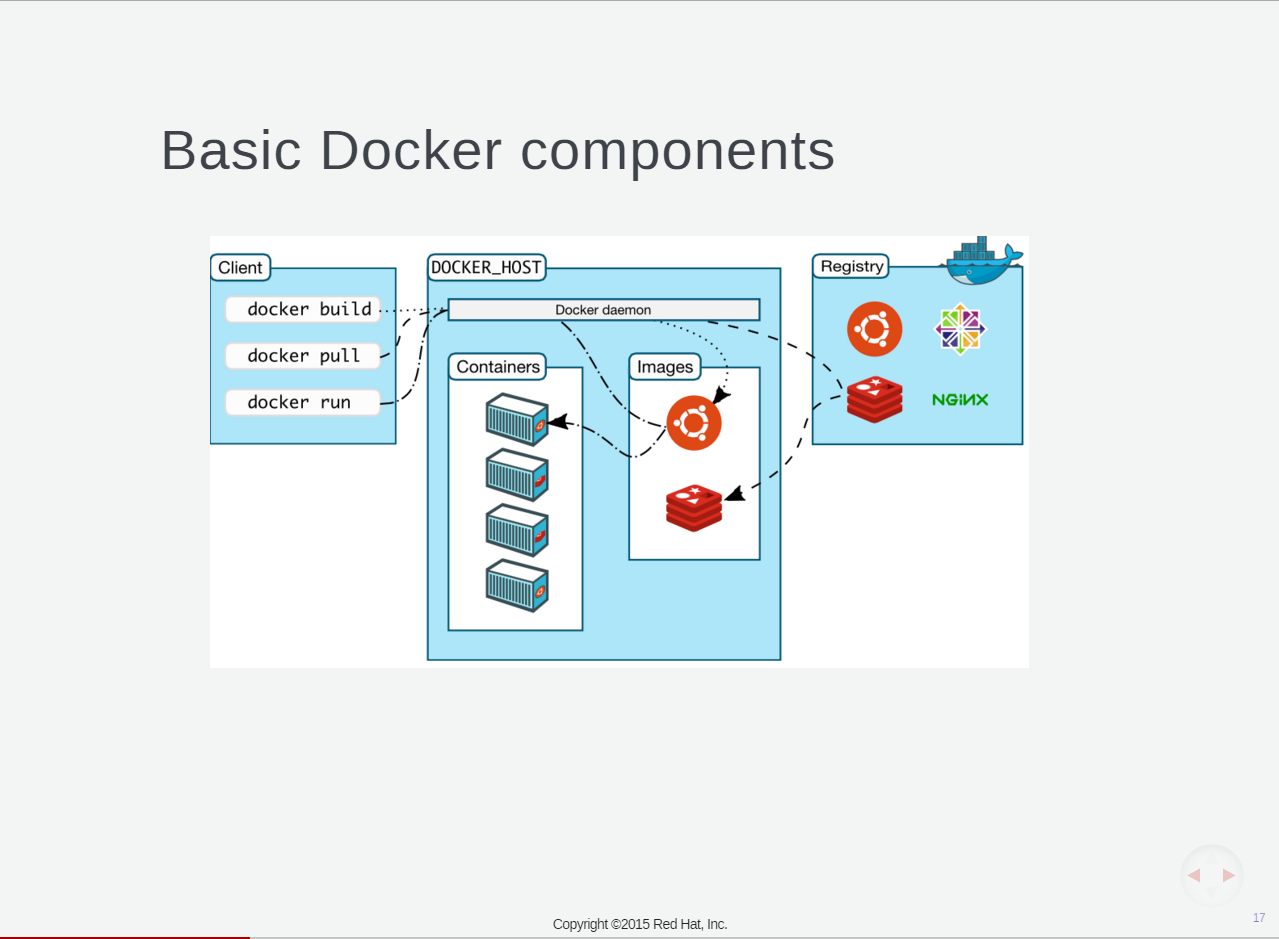 Basic Docker components
Client
DOCKER_HOST
Registry
docker build
Docker daemon
docker pull
Containers
Images
docker run
NGiNX
Copyright ©2015 Red Hat, Inc.
17